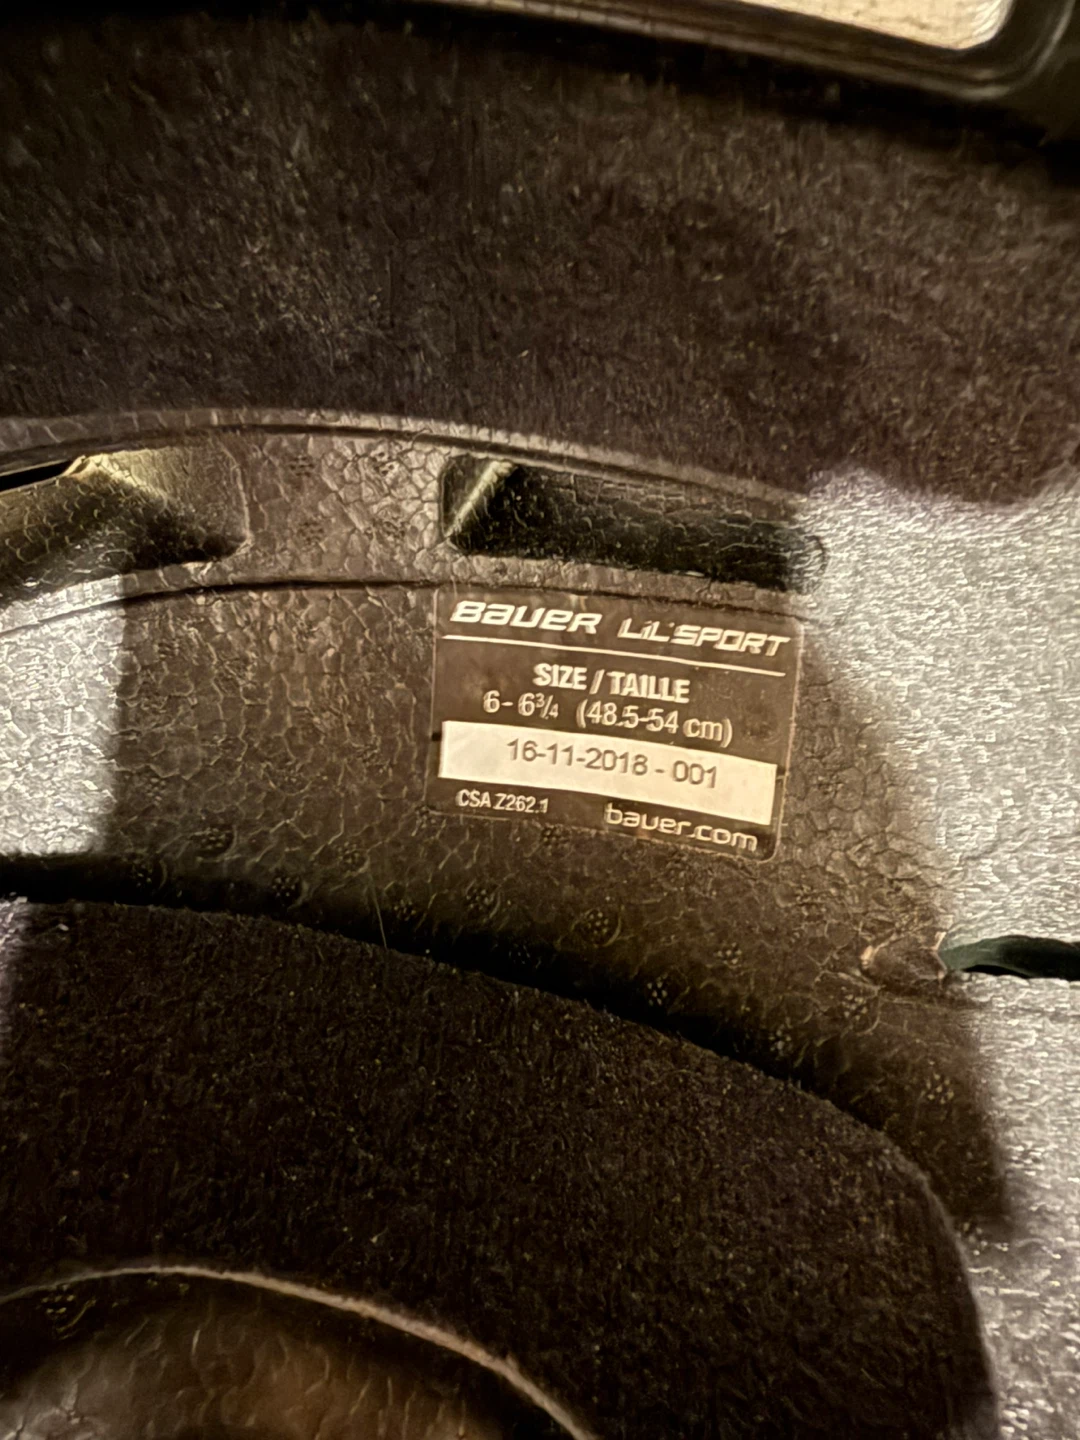 BAUER LIL'SPORT
SIZE / TAILLE
6 - 6¾ (48.5-54 cm)
16-11-2018 - 001
CSA Z262.1 bauer.com